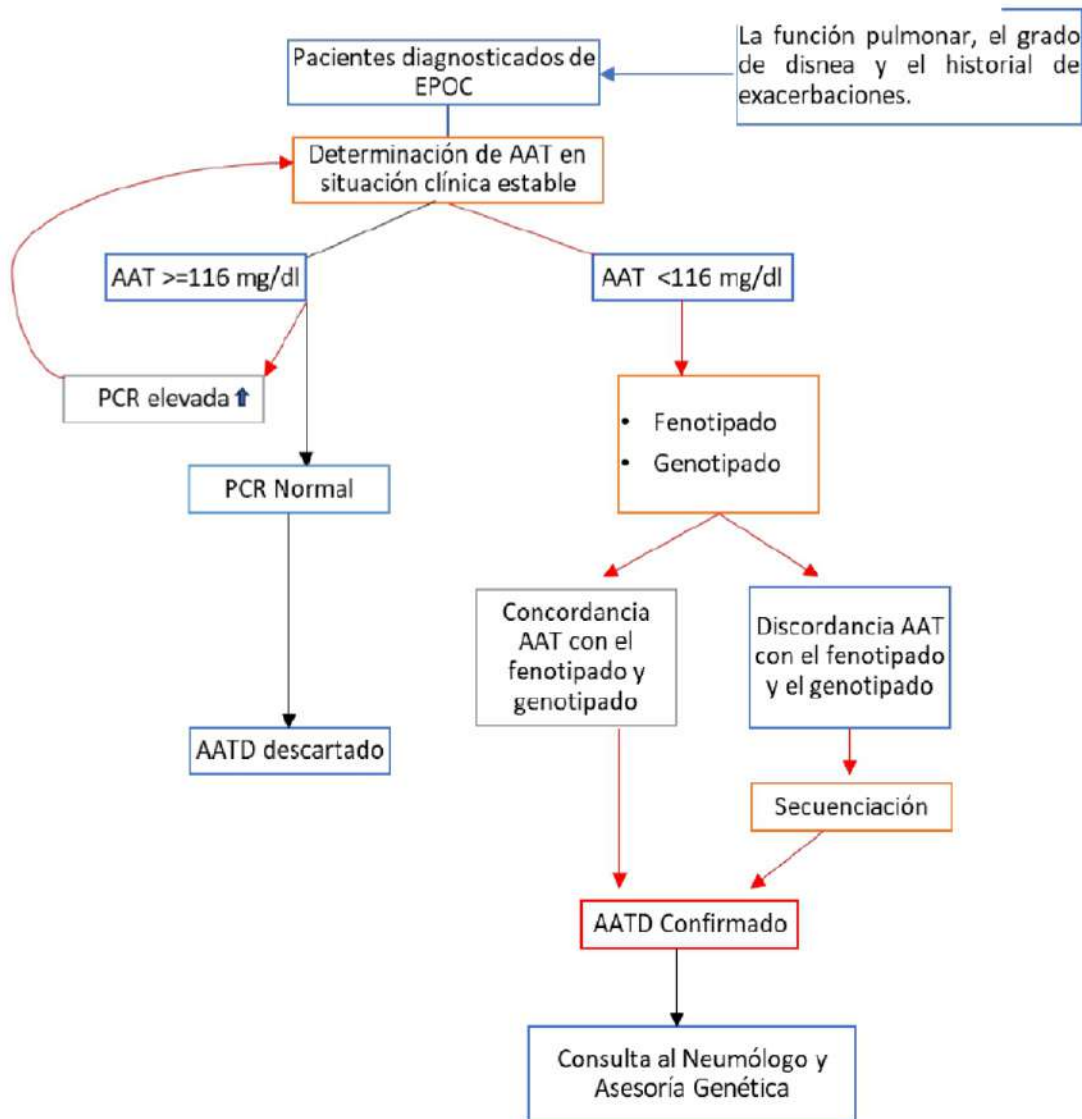 Pacientes diagnosticados de
EPOC
La función pulmonar, el grado
de disnea y el historial de
exacerbaciones.
Determinación de AAT en
situación clínica estable
AAT >=116 mg/dl
AAT <116 mg/dl
PCR elevada
• Fenotipado
• Genotipado
PCR Normal
Concordancia
AAT con el
fenotipado y
genotipado
Discordancia AAT
con el fenotipado
y el genotipado
AATD descartado
Secuenciación
AATD Confirmado
Consulta al Neumólogo y
Asesoría Genética